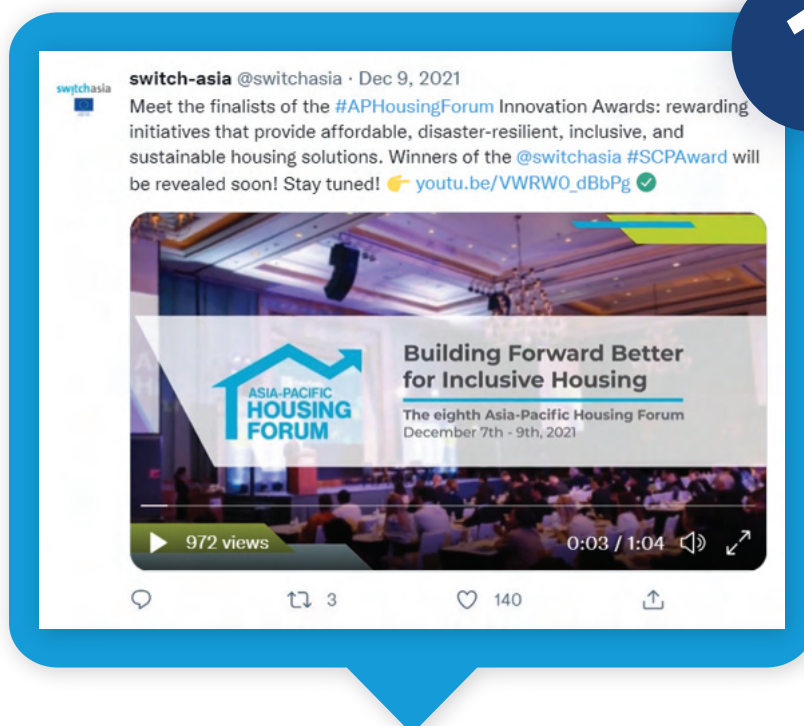 switchasia
switch-asia @switchasia · Dec 9, 2021
Meet the finalists of the #APHousingForum Innovation Awards: rewarding
initiatives that provide affordable, disaster-resilient, inclusive, and
sustainable housing solutions. Winners of the @switchasia #SCPAward will
be revealed soon! Stay tuned! 👉 youtu.be/VWRW0_dBbPg ✅
ASIA-PACIFIC
HOUSING
FORUM
Building Forward Better
for Inclusive Housing
The eighth Asia-Pacific Housing Forum
December 7th - 9th, 2021
972 views
0:03 / 1:04
3
140